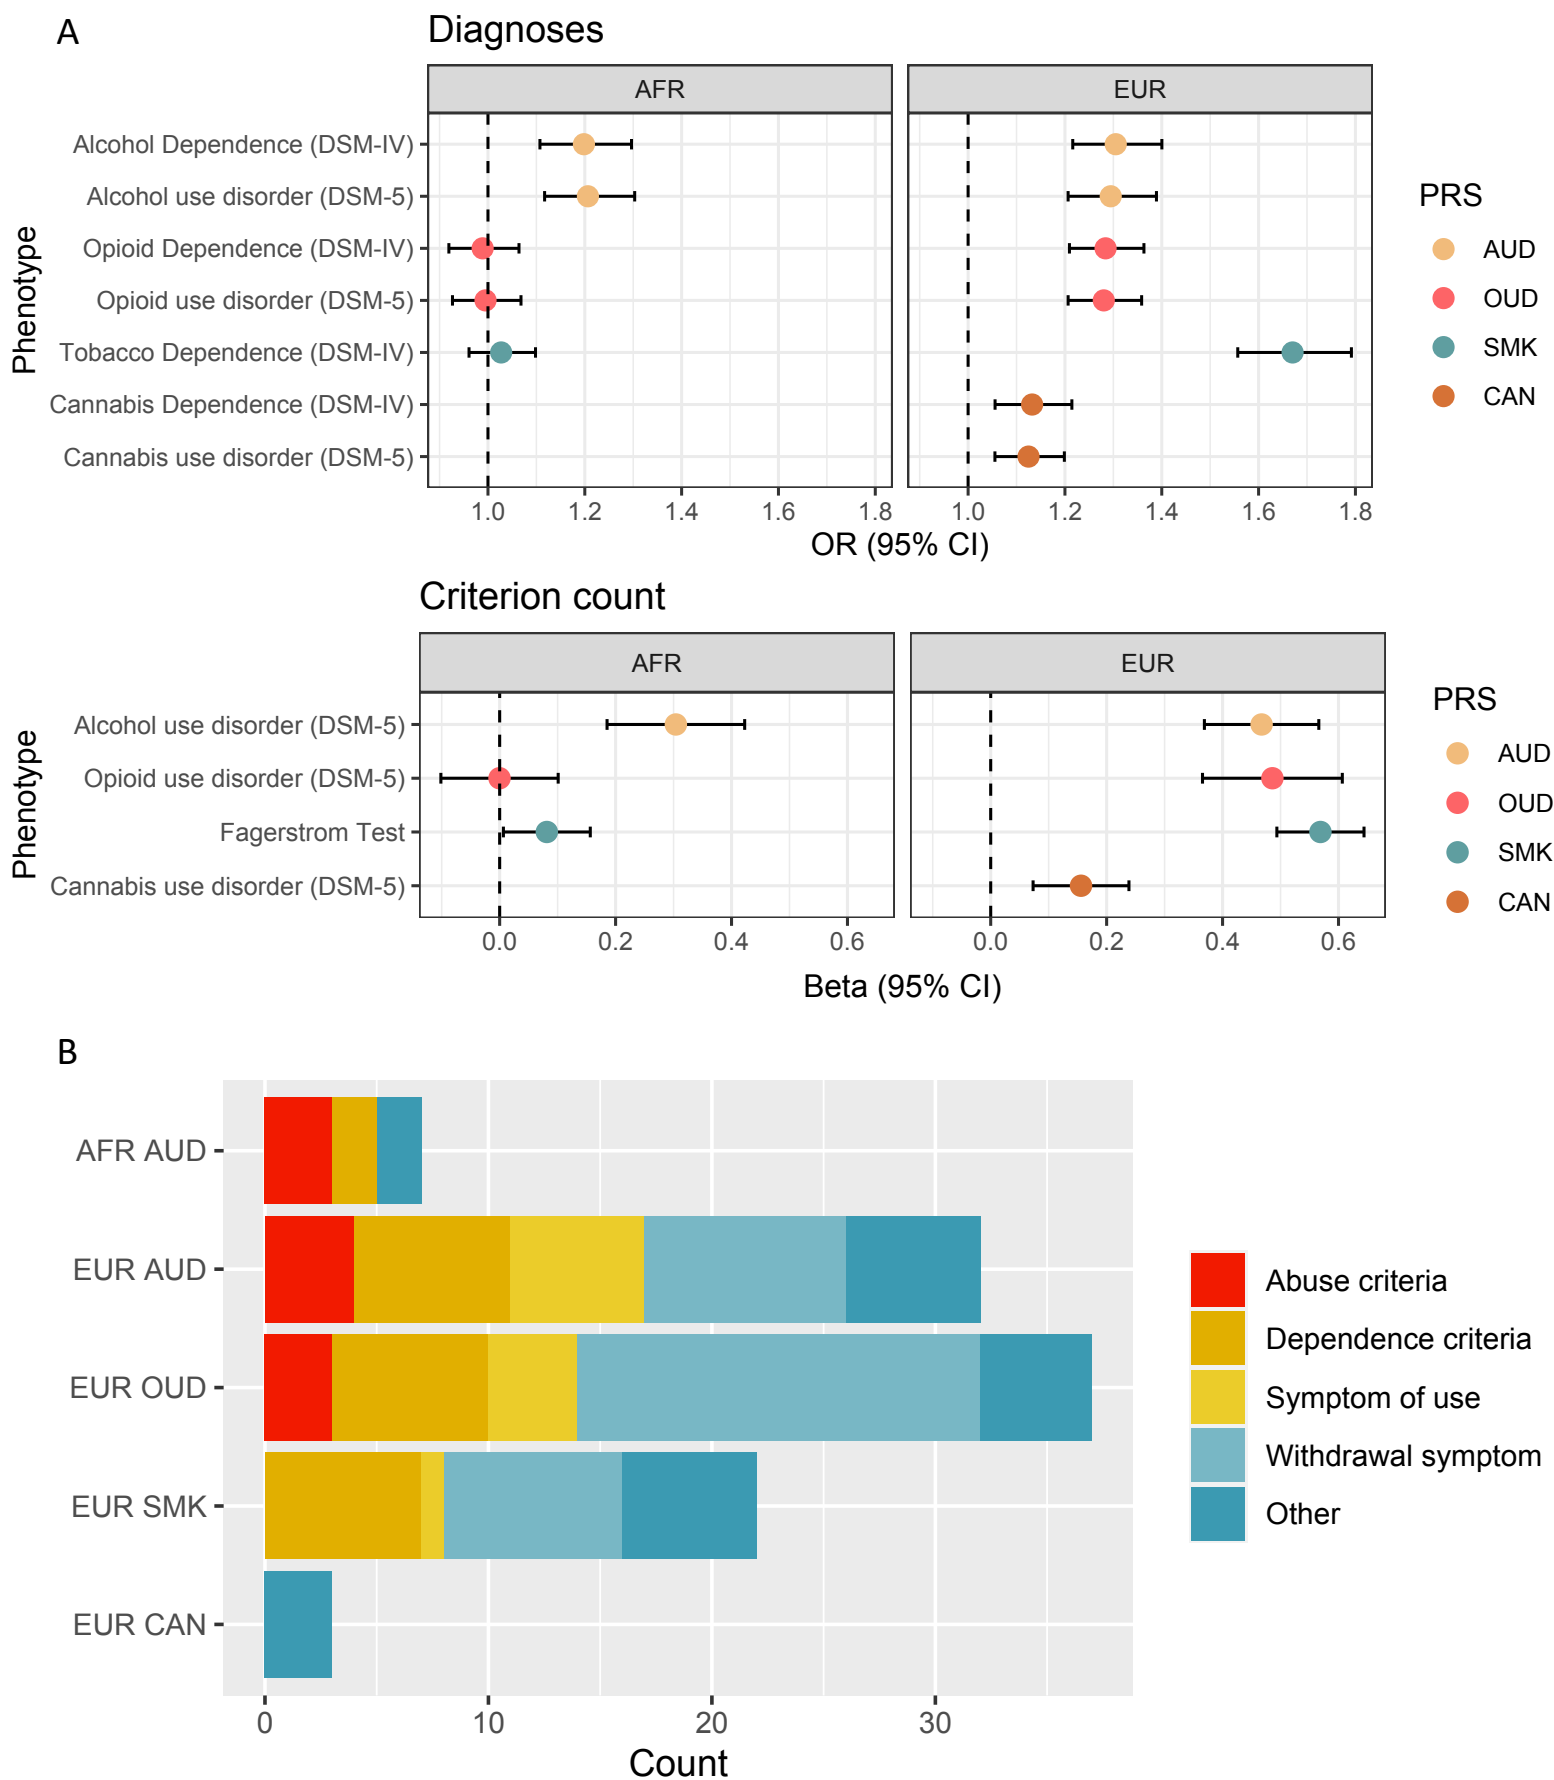 A
Diagnoses
AFR
EUR
Phenotype
Alcohol Dependence (DSM-IV)
Alcohol use disorder (DSM-5)
Opioid Dependence (DSM-IV)
Opioid use disorder (DSM-5)
Tobacco Dependence (DSM-IV)
Cannabis Dependence (DSM-IV)
Cannabis use disorder (DSM-5)
1.0 1.2 1.4 1.6 1.8
1.0 1.2 1.4 1.6 1.8
OR (95% CI)
PRS
AUD
OUD
SMK
CAN
Criterion count
AFR
EUR
Phenotype
Alcohol use disorder (DSM-5)
Opioid use disorder (DSM-5)
Fagerstrom Test
Cannabis use disorder (DSM-5)
0.0 0.2 0.4 0.6
0.0 0.2 0.4 0.6
Beta (95% CI)
PRS
AUD
OUD
SMK
CAN
B
AFR AUD
EUR AUD
EUR OUD
EUR SMK
EUR CAN
0 10 20 30
Count
Abuse criteria
Dependence criteria
Symptom of use
Withdrawal symptom
Other